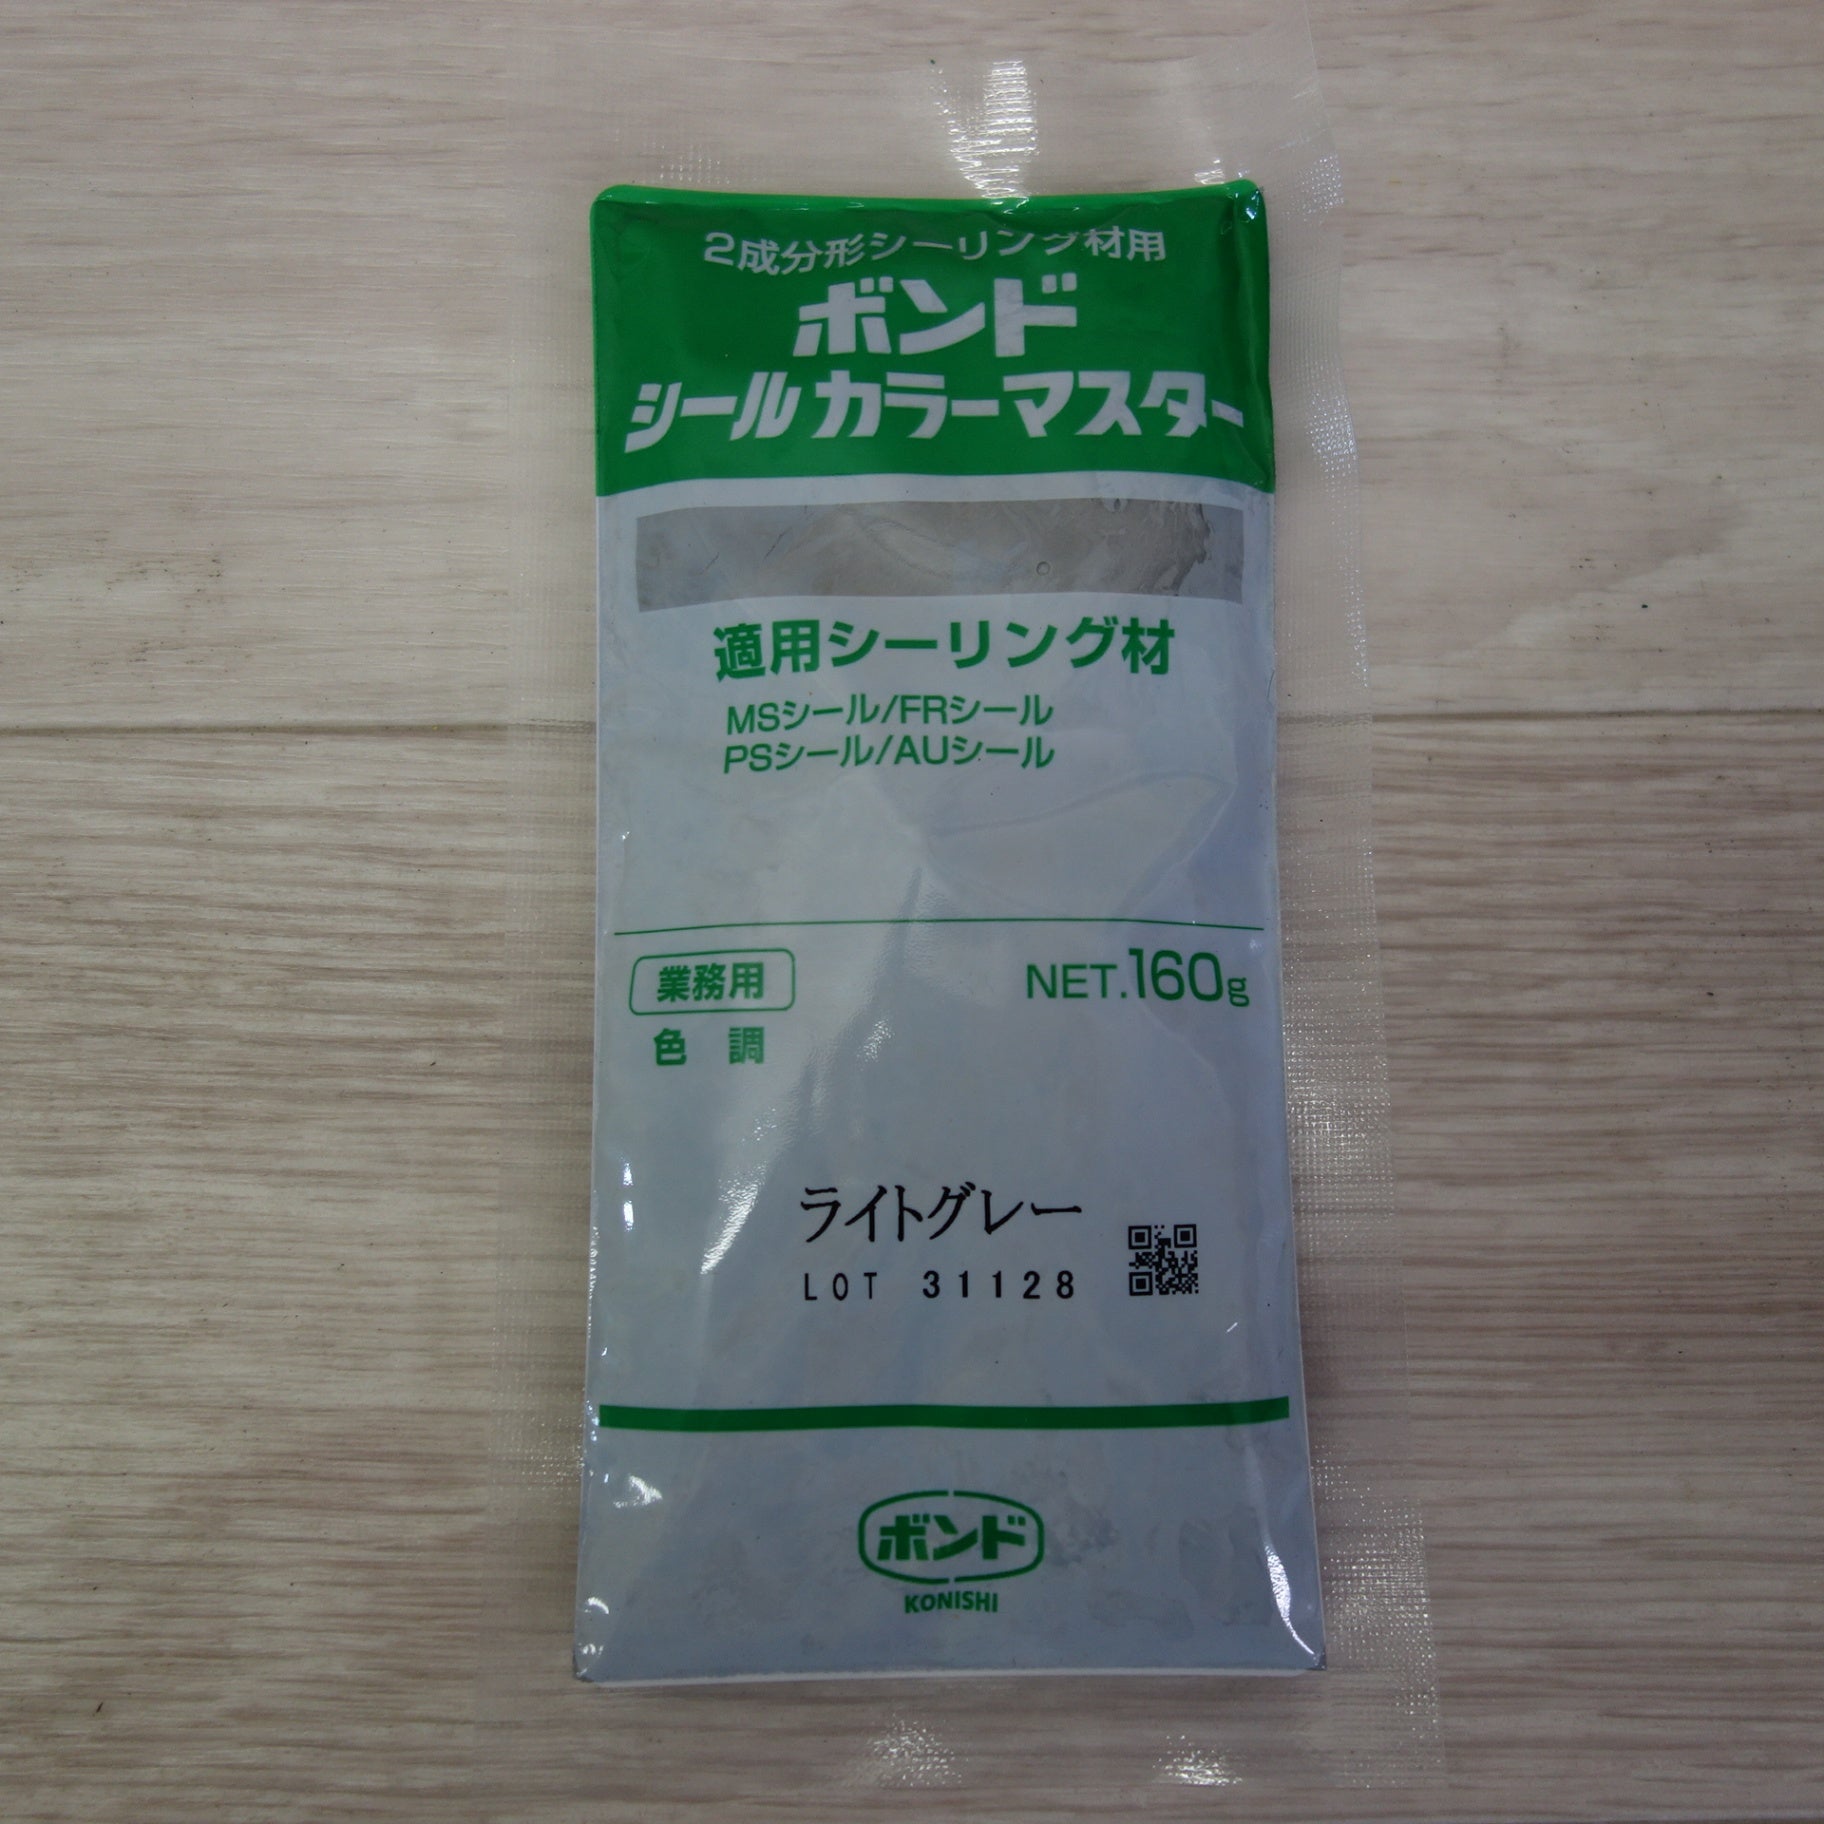 2成分形シーリング材用
ボンド
シールカラーマスター
適用シーリング材
MSシール/FRシール
PSシール/AUシール
業務用
NET.160g
色 調
ライトグレー
LOT 31128
ボンド
KONISHI